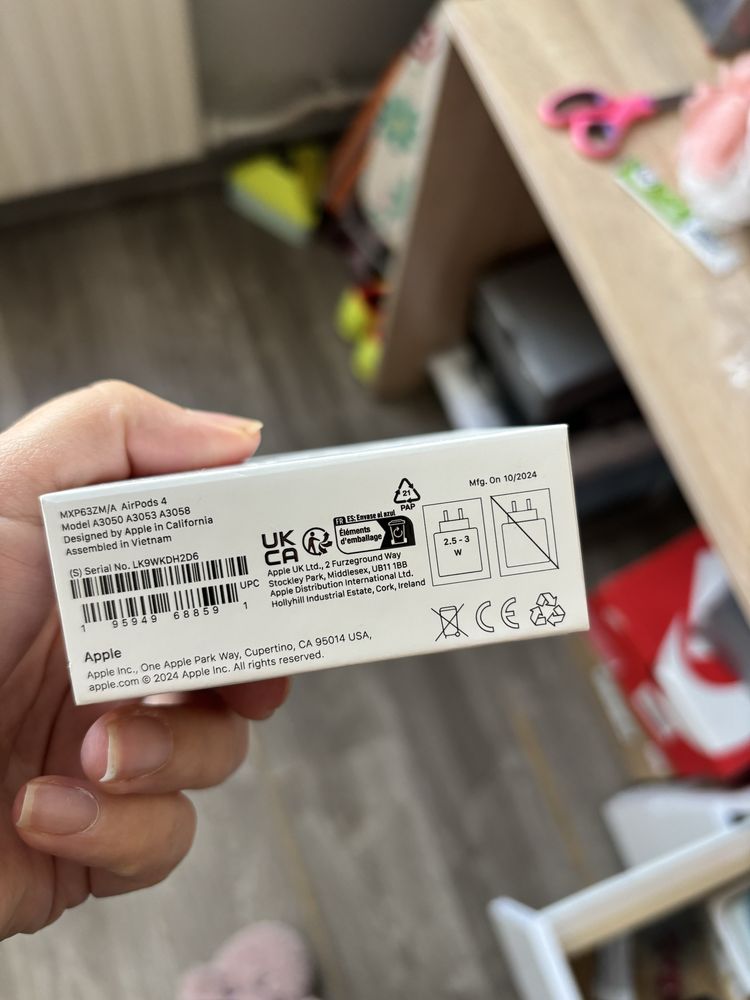 MXP63ZM/A AirPods 4
Model A3050 A3053 A3058
Designed by Apple in California
Assembled in Vietnam
(S) Serial No. LK9WKDH2D6
UPC
1 95949 68859 1
Apple
Apple Inc., One Apple Park Way, Cupertino, CA 95014 USA,
apple.com © 2024 Apple Inc. All rights reserved.
UK
CA
FR ES: Envase al azul
Éléments
d'emballage
21
PAP
Apple UK Ltd., 2 Furzeground Way
Stockley Park, Middlesex, UB11 1BB
Apple Distribution International Ltd.
Hollyhill Industrial Estate, Cork, Ireland
Mfg. On 10/2024
2.5 - 3
W
CE